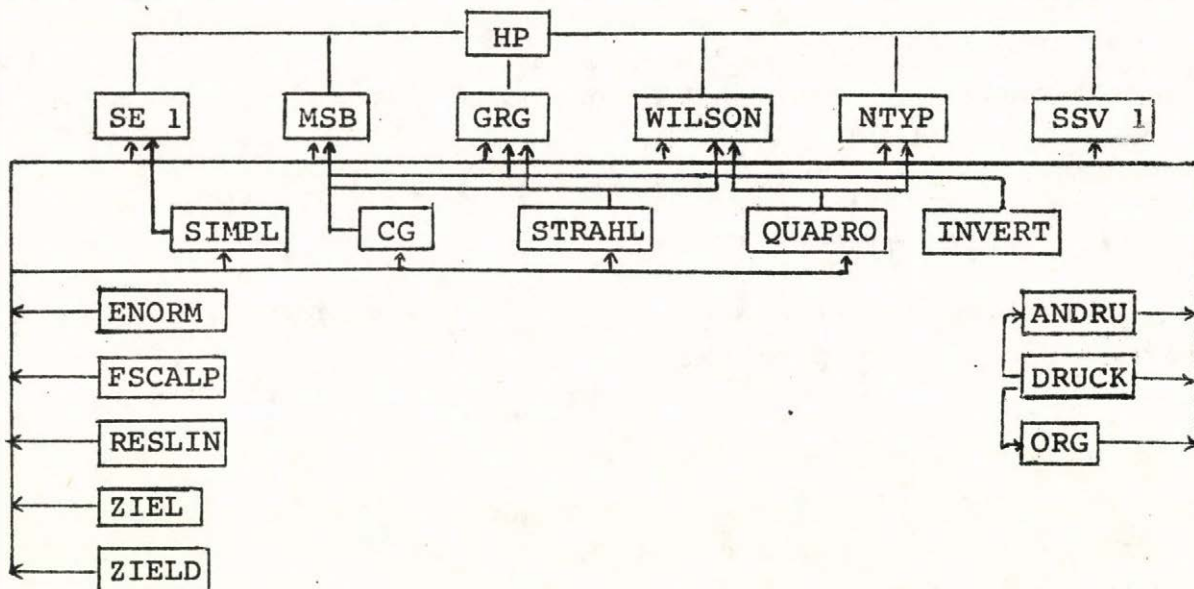 HP
SE 1 MSB GRG WILSON NTYP SSV 1
SIMPL CG STRAHL QUAPRO INVERT
ENORM ANDRU
FSCALP DRUCK
RESLIN ORG
ZIEL
ZIELD